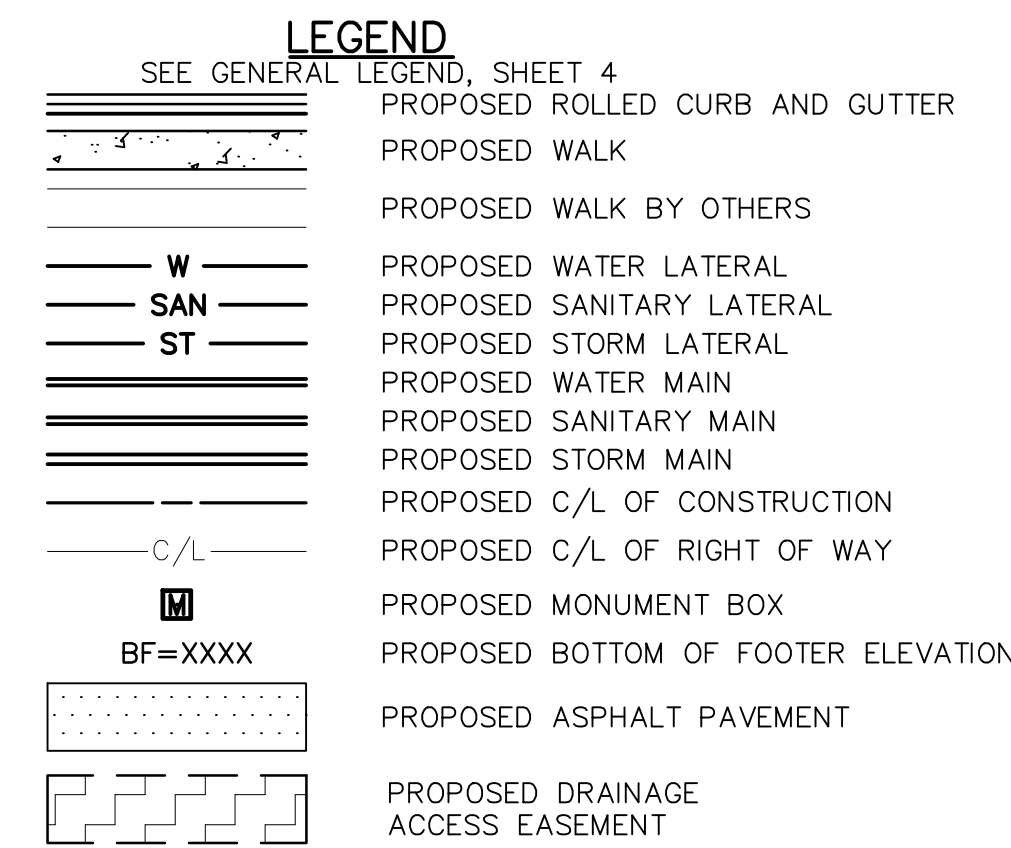 LEGEND
SEE GENERAL LEGEND, SHEET 4
PROPOSED ROLLED CURB AND GUTTER
PROPOSED WALK
PROPOSED WALK BY OTHERS
W PROPOSED WATER LATERAL
SAN PROPOSED SANITARY LATERAL
ST PROPOSED STORM LATERAL
PROPOSED WATER MAIN
PROPOSED SANITARY MAIN
PROPOSED STORM MAIN
PROPOSED C/L OF CONSTRUCTION
C/L PROPOSED C/L OF RIGHT OF WAY
M PROPOSED MONUMENT BOX
BF=XXXX PROPOSED BOTTOM OF FOOTER ELEVATION
PROPOSED ASPHALT PAVEMENT
PROPOSED DRAINAGE
ACCESS EASEMENT